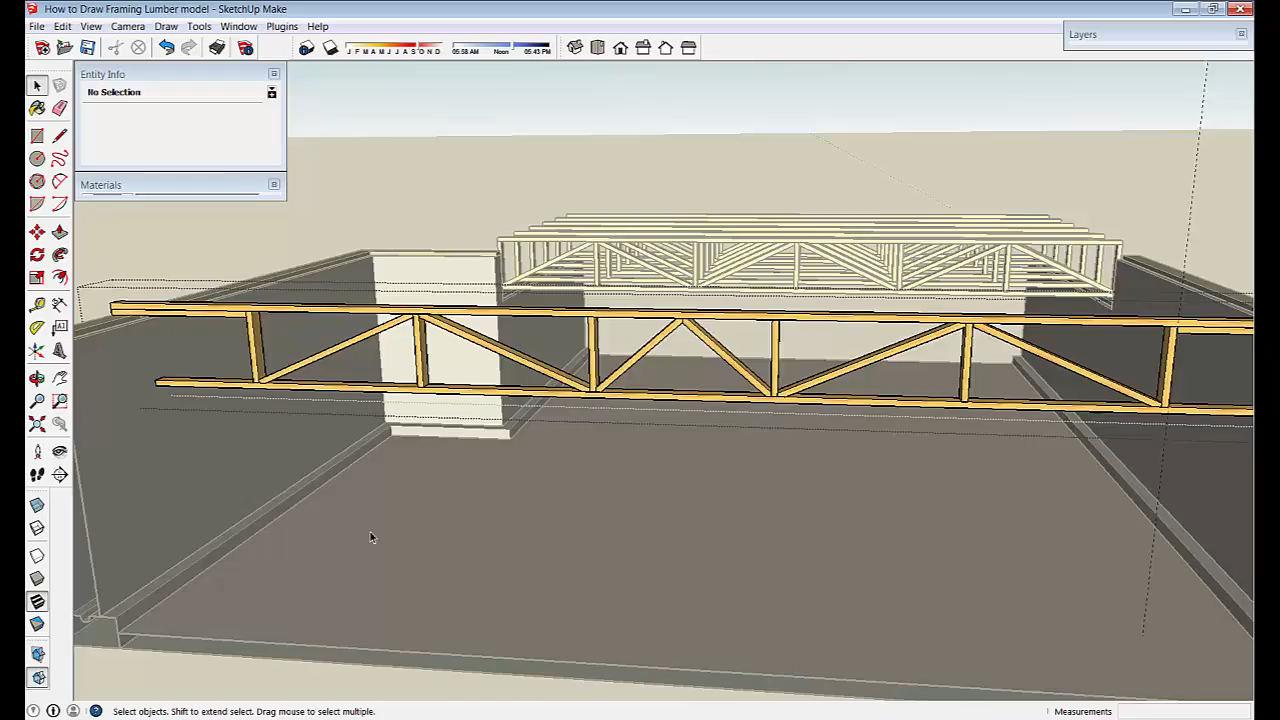 How to Draw Framing Lumber model - SketchUp Make
File Edit View Camera Draw Tools Window Plugins Help
Layers
J F M A M J J A S O N D
05:58 AM Noon 05:43 PM
Entity Info
No Selection
Materials
Select objects. Shift to extend select. Drag mouse to select multiple.
Measurements